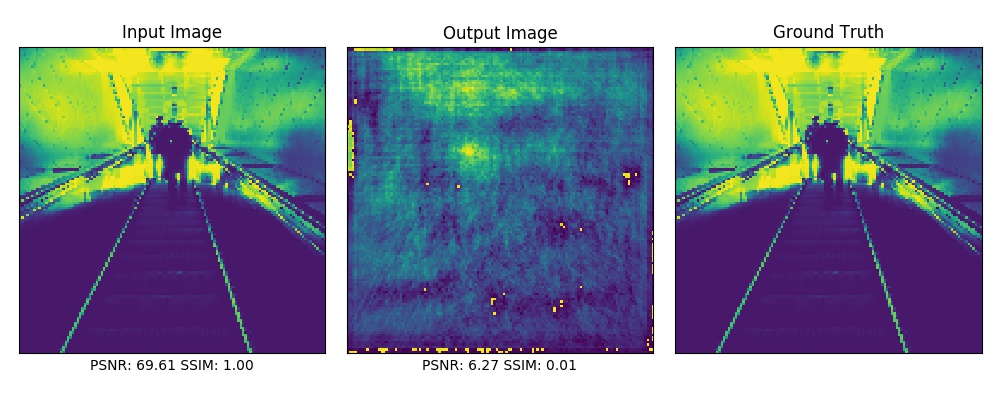 Input Image
Output Image
Ground Truth
PSNR: 69.61 SSIM: 1.00
PSNR: 6.27 SSIM: 0.01